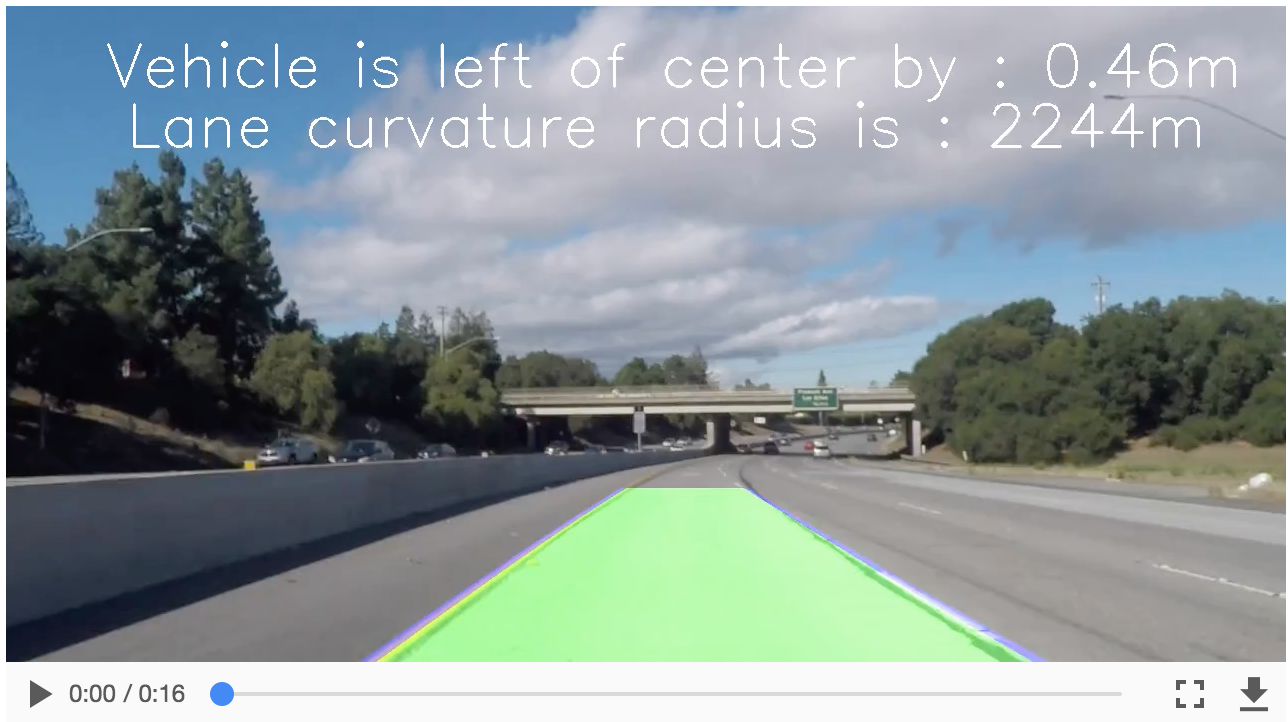 Vehicle is left of center by : 0.46m
Lane curvature radius is : 2244m
0:00 / 0:16